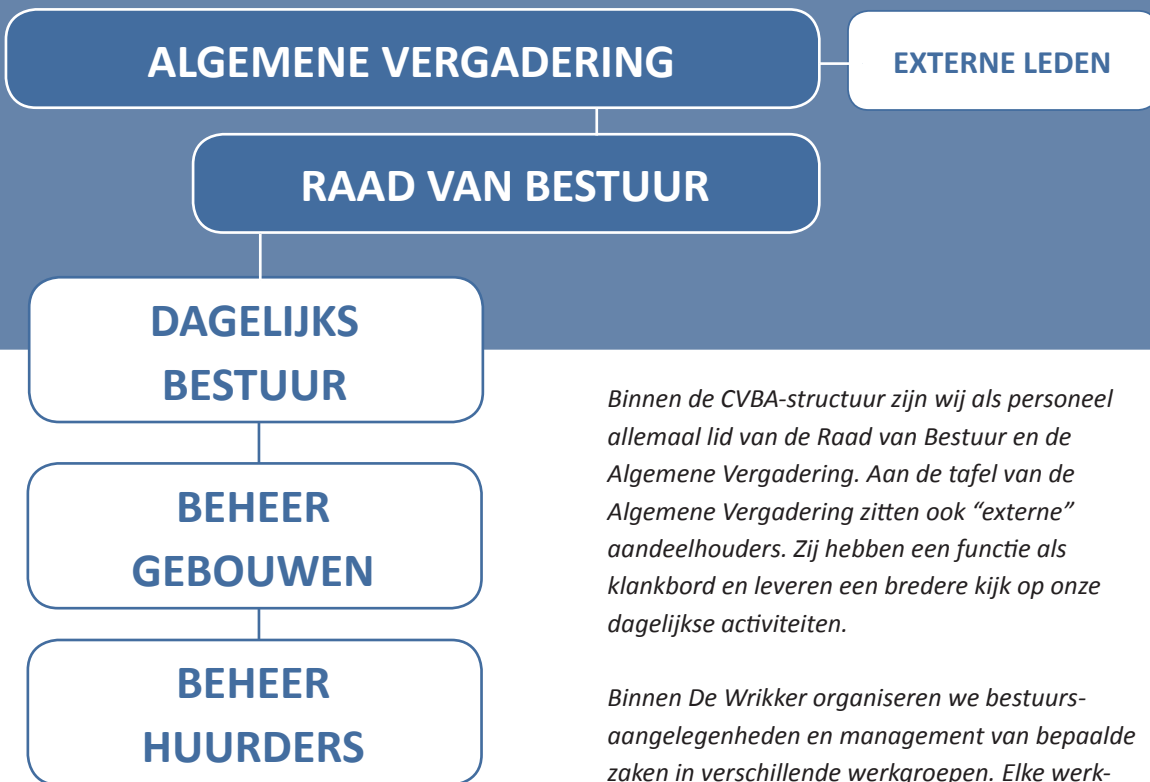 ALGEMENE VERGADERING
EXTERNE LEDEN
RAAD VAN BESTUUR
DAGELIJKS
BESTUUR
BEHEER
GEBOUWEN
BEHEER
HUURDERS
Binnen de CVBA-structuur zijn wij als personeel
allemaal lid van de Raad van Bestuur en de
Algemene Vergadering. Aan de tafel van de
Algemene Vergadering zitten ook “externe”
aandeelhouders. Zij hebben een functie als
klankbord en leveren een bredere kijk op onze
dagelijkse activiteiten.
Binnen De Wrikker organiseren we bestuurs-
aangelegenheden en management van bepaalde
zaken in verschillende werkgroepen. Elke werk-